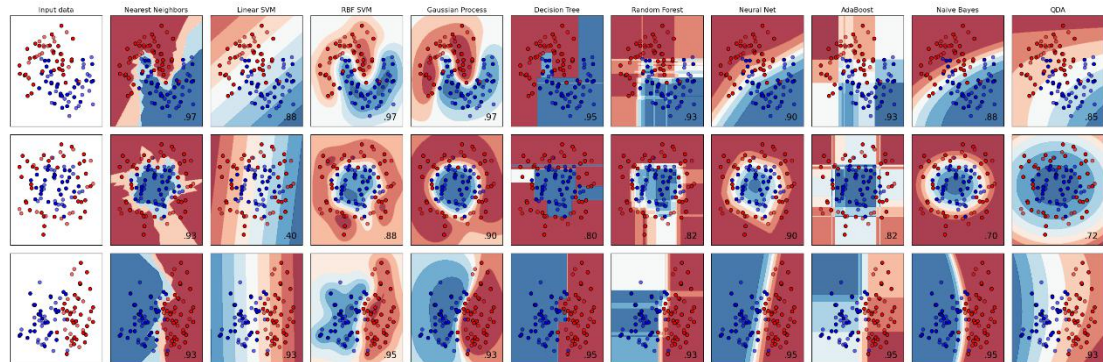 Input data Nearest Neighbors Linear SVM RBF SVM Gaussian Process Decision Tree Random Forest Neural Net AdaBoost Naive Bayes QDA
.97 .88 .97 .97 .95 .93 .90 .93 .88 .85
.93 .40 .88 .90 .80 .82 .90 .82 .70 .72
.93 .93 .95 .93 .95 .93 .95 .95 .95 .93